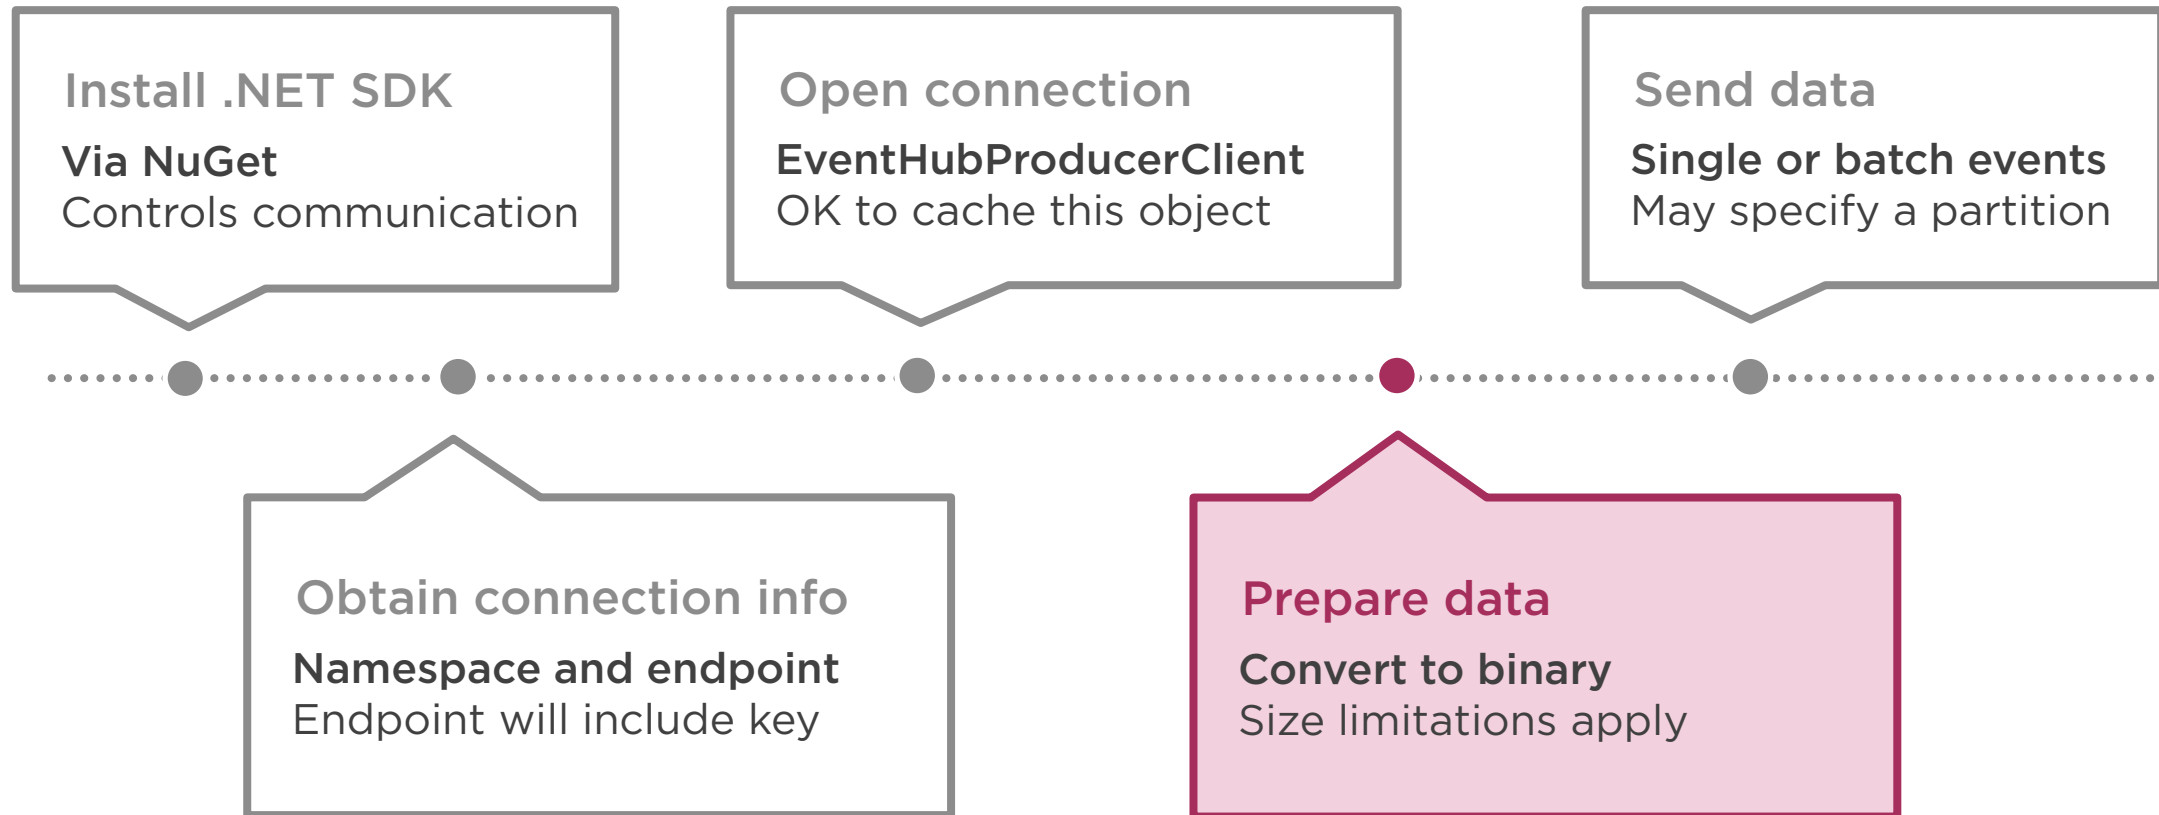 Install .NET SDK
Via NuGet
Controls communication
Open connection
EventHubProducerClient
OK to cache this object
Send data
Single or batch events
May specify a partition
Obtain connection info
Namespace and endpoint
Endpoint will include key
Prepare data
Convert to binary
Size limitations apply